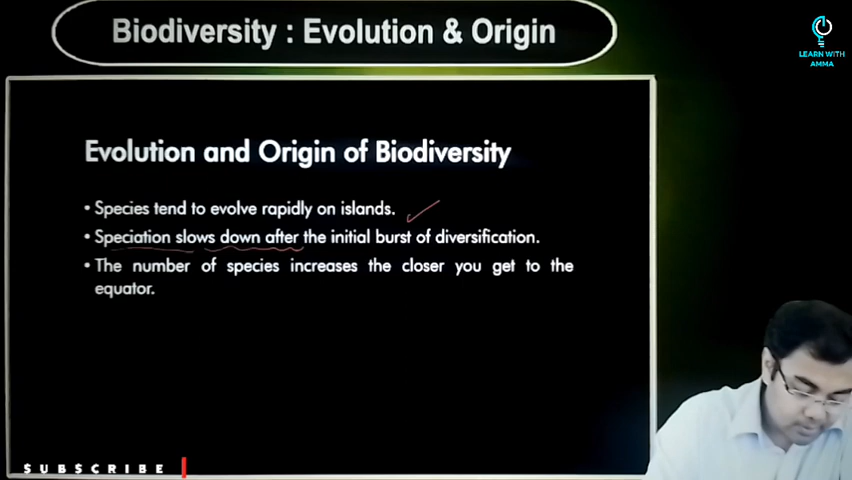 Biodiversity : Evolution & Origin
LEARN WITH
AMMA
Evolution and Origin of Biodiversity
• Species tend to evolve rapidly on islands.
• Speciation slows down after the initial burst of diversification.
• The number of species increases the closer you get to the
equator.
SUBSCRIBE